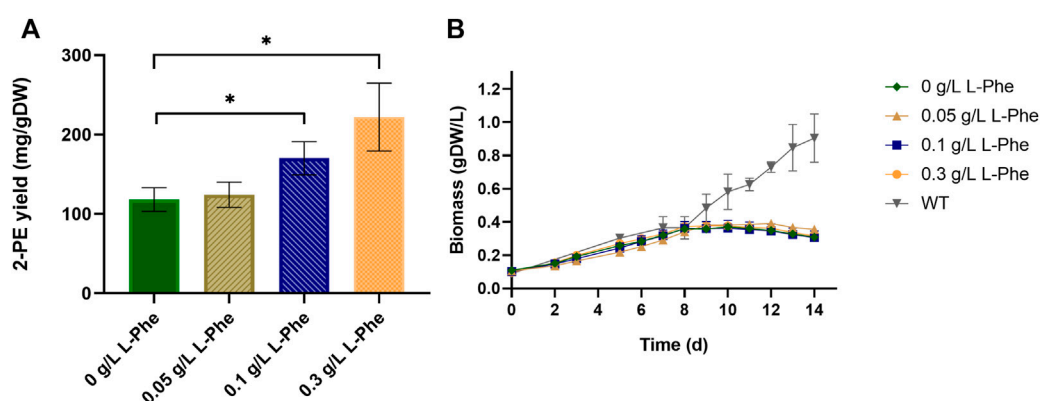 A
2-PE yield (mg/gDW)
300
200
100
0
*
*
0 g/L L-Phe
0.05 g/L L-Phe
0.1 g/L L-Phe
0.3 g/L L-Phe
B
Biomass (gDW/L)
1.2
1.0
0.8
0.6
0.4
0.2
0.0
0 2 4 6 8 10 12 14
Time (d)
0 g/L L-Phe
0.05 g/L L-Phe
0.1 g/L L-Phe
0.3 g/L L-Phe
WT